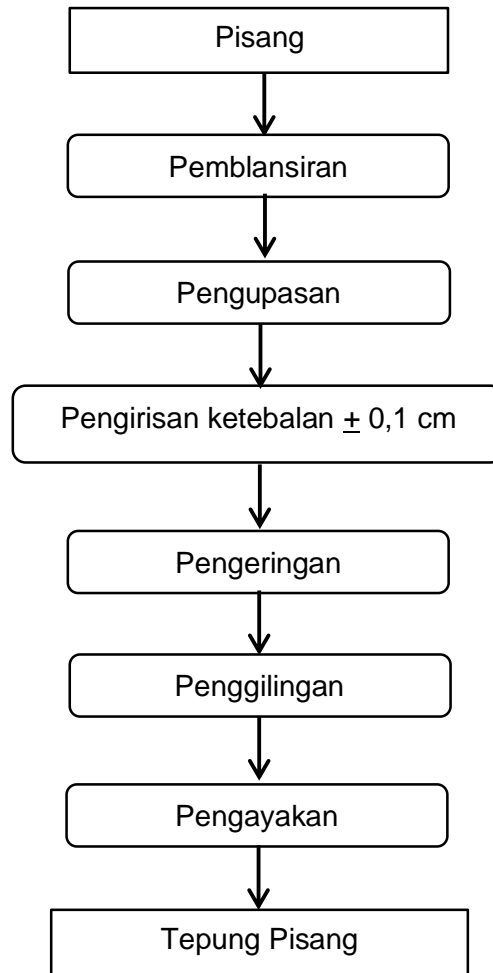 Pisang
Pemblansiran
Pengupasan
Pengirisan ketebalan ± 0,1 cm
Pengeringan
Penggilingan
Pengayakan
Tepung Pisang